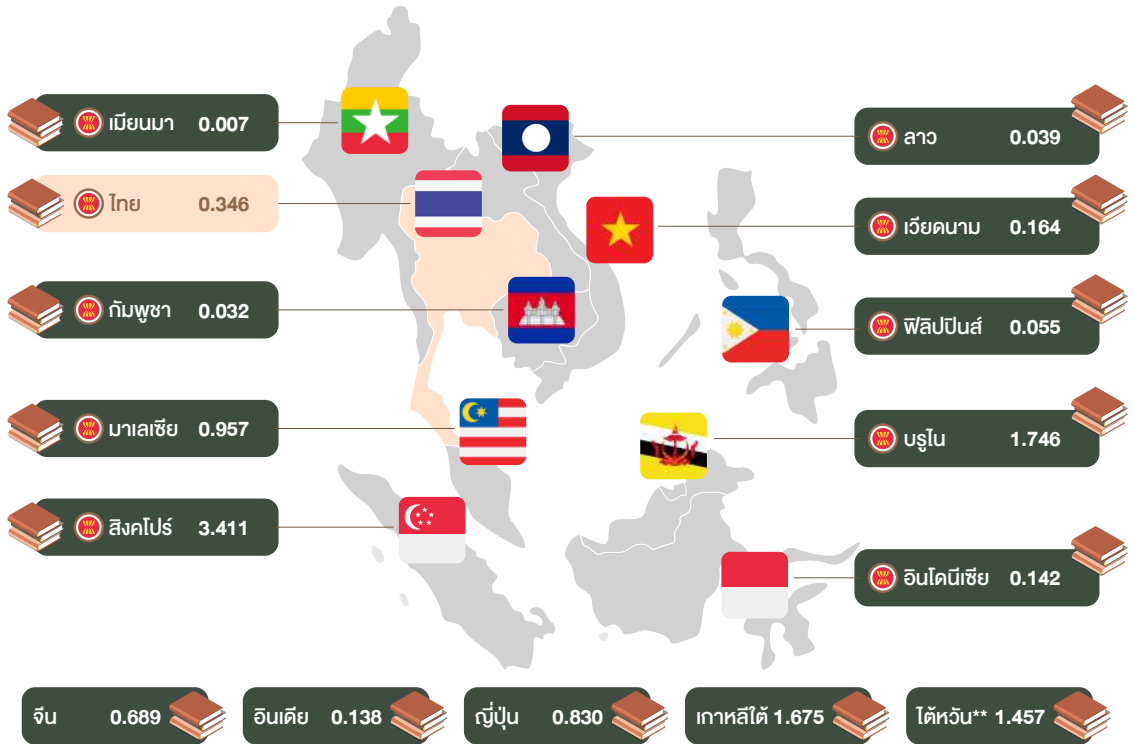 เมียนมา 0.007
ลาว 0.039
ไทย 0.346
เวียดนาม 0.164
กัมพูชา 0.032
ฟิลิปปินส์ 0.055
มาเลเซีย 0.957
บรูไน 1.746
สิงคโปร์ 3.411
อินโดนีเซีย 0.142
จีน 0.689
อินเดีย 0.138
ญี่ปุ่น 0.830
เกาหลีใต้ 1.675
ไต้หวัน** 1.457